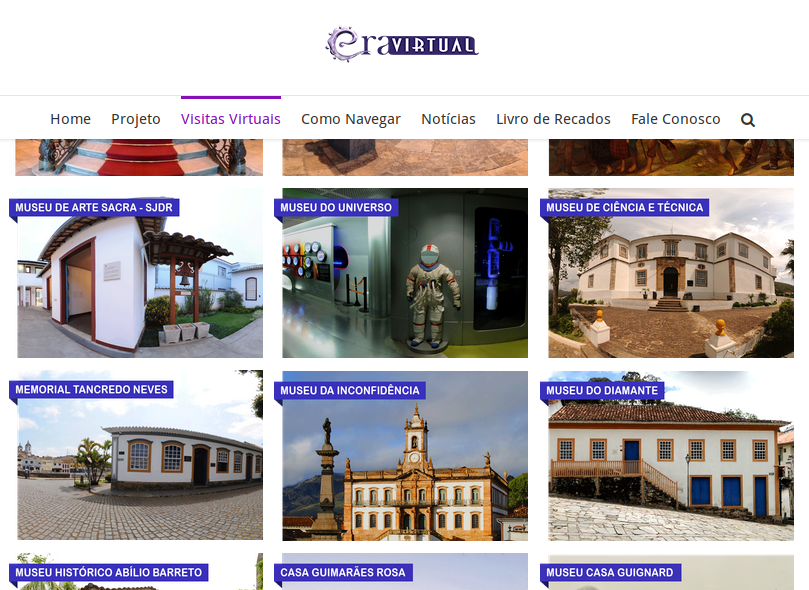 era VIRTUAL
Home Projeto Visitas Virtuais Como Navegar Notícias Livro de Recados Fale Conosco
MUSEU DE ARTE SACRA - SJDR
MUSEU DO UNIVERSO
MUSEU DE CIÊNCIA E TÉCNICA
MEMORIAL TANCREDO NEVES
MUSEU DA INCONFIDÊNCIA
MUSEU DO DIAMANTE
MUSEU HISTÓRICO ABÍLIO BARRETO
CASA GUIMARÃES ROSA
MUSEU CASA GUIGNARD